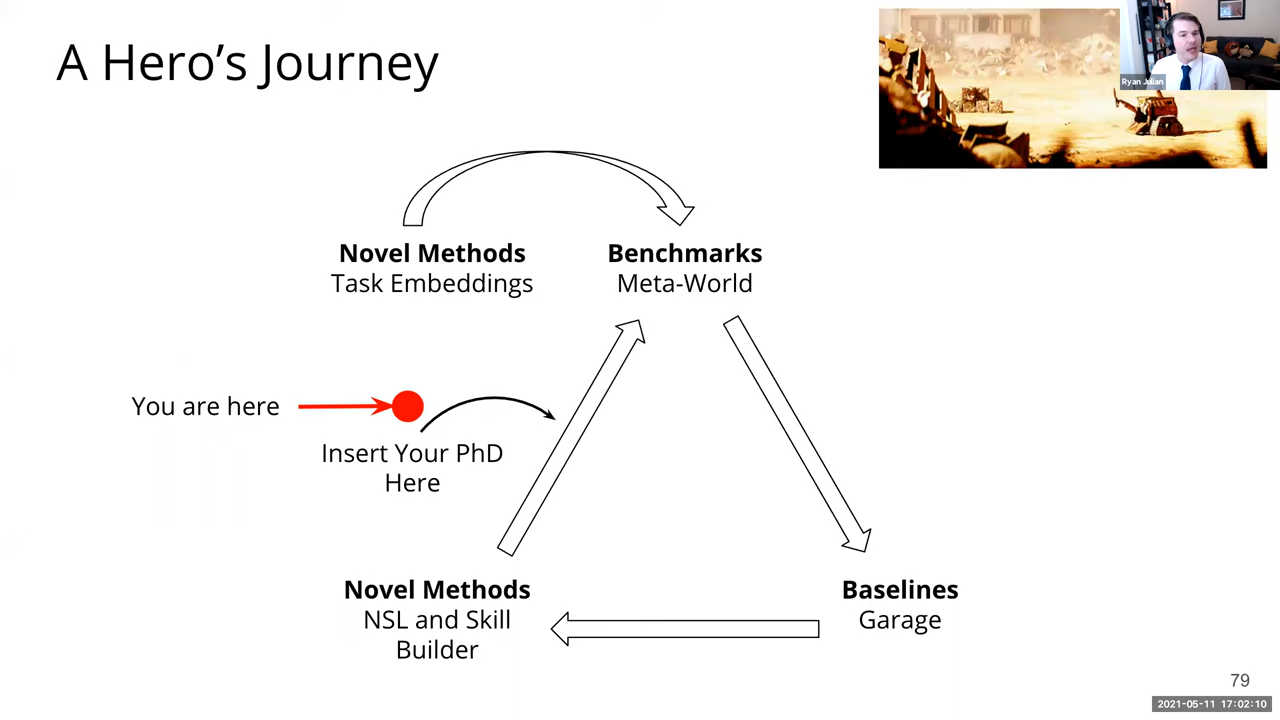 A Hero's Journey
Ryan Julian
Novel Methods
Task Embeddings
Benchmarks
Meta-World
You are here
Insert Your PhD
Here
Novel Methods
NSL and Skill
Builder
Baselines
Garage
79
2021-05-11 17:02:10